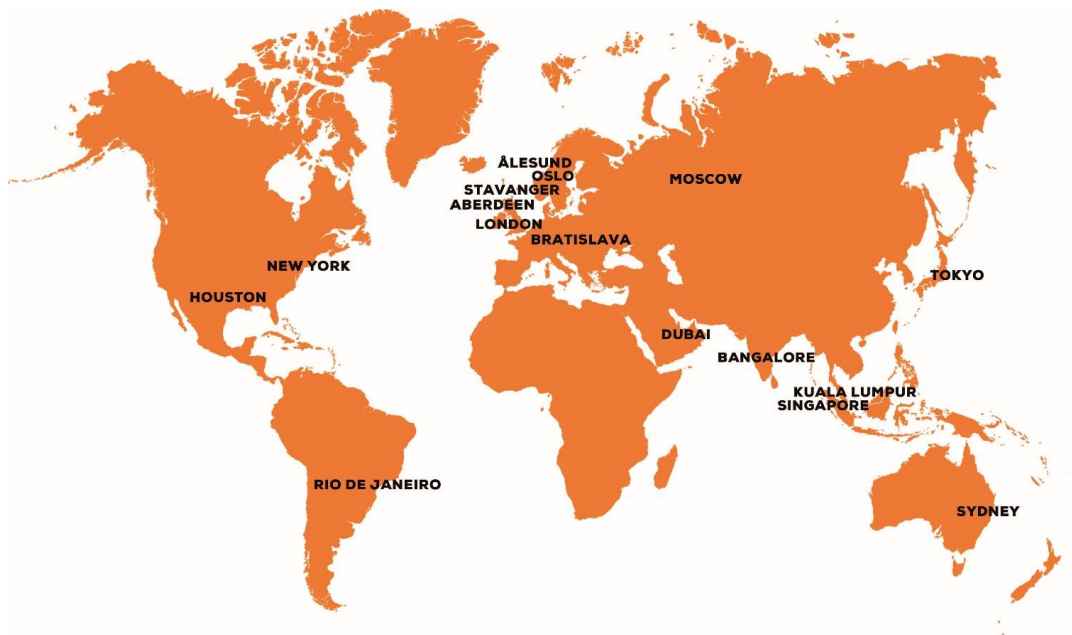 ÅLESUND
OSLO
MOSCOW
STAVANGER
ABERDEEN
LONDON
BRATISLAVA
NEW YORK
TOKYO
HOUSTON
DUBAI
BANGALORE
KUALA LUMPUR
SINGAPORE
RIO DE JANEIRO
SYDNEY